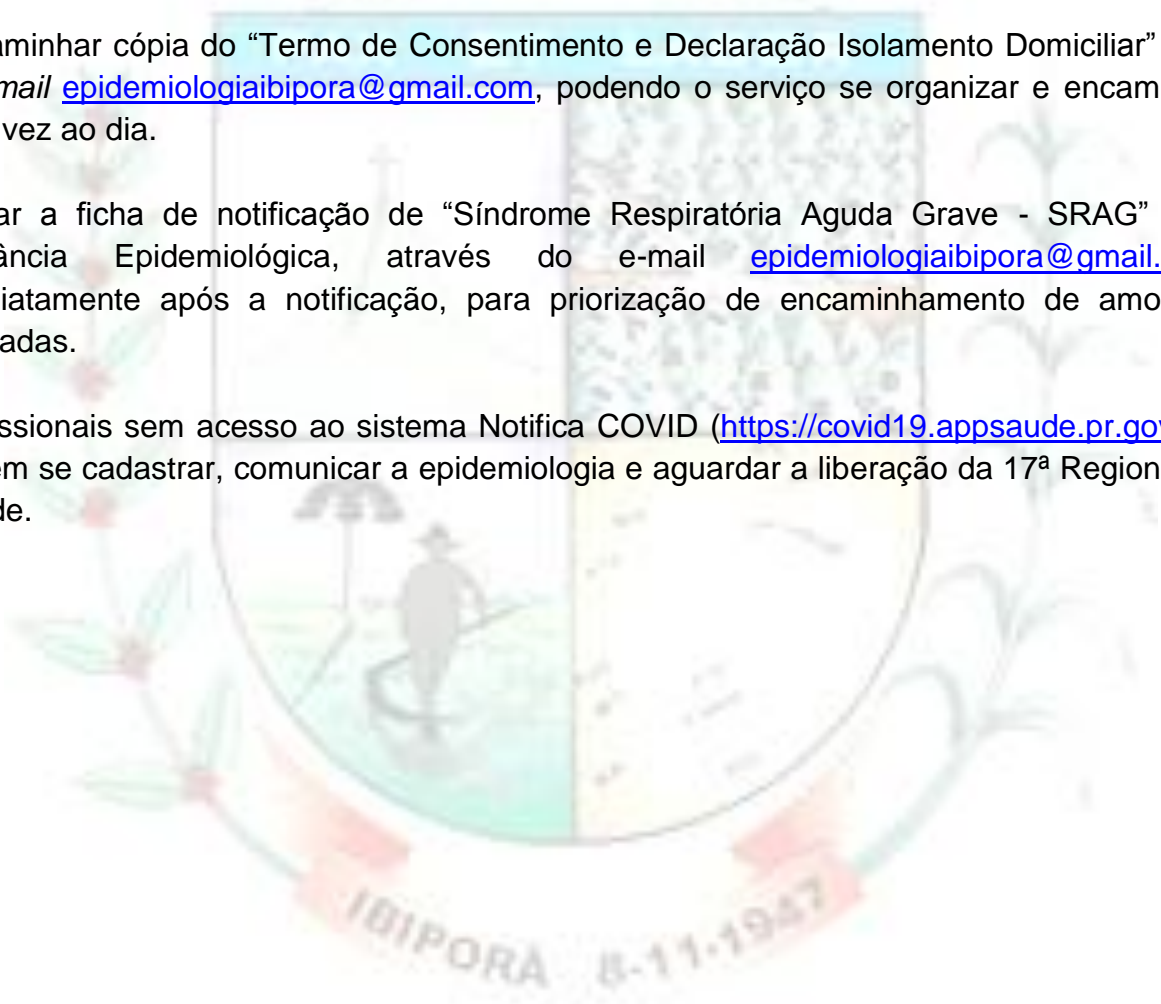 aminhar cópia do “Termo de Consentimento e Declaração Isolamento Domiciliar”
mail epidemiologiaibipora@gmail.com, podendo o serviço se organizar e encam
vez ao dia.
ar a ficha de notificação de “Síndrome Respiratória Aguda Grave - SRAG”
ância Epidemiológica, através do e-mail epidemiologiaibipora@gmail.
iatamente após a notificação, para priorização de encaminhamento de amo
adas.
ssionais sem acesso ao sistema Notifica COVID (https://covid19.appsaude.pr.gov
em se cadastrar, comunicar a epidemiologia e aguardar a liberação da 17ª Region
de.
IBIPORÃ 8-11-1947